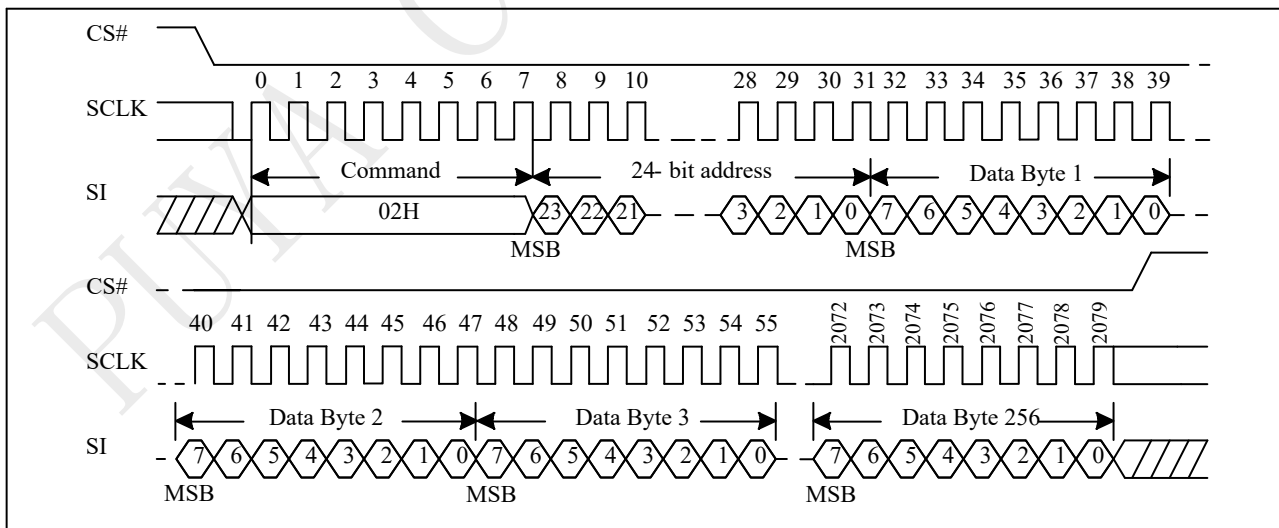 PUYA
CS#
0 1 2 3 4 5 6 7 8 9 10 28 29 30 31 32 33 34 35 36 37 38 39
SCLK
Command 24- bit address Data Byte 1
SI
02H 23 22 21 3 2 1 0 7 6 5 4 3 2 1 0
MSB MSB
CS#
40 41 42 43 44 45 46 47 48 49 50 51 52 53 54 55 2072 2073 2074 2075 2076 2077 2078 2079
SCLK
Data Byte 2 Data Byte 3 Data Byte 256
SI
7 6 5 4 3 2 1 0 7 6 5 4 3 2 1 0 7 6 5 4 3 2 1 0
MSB MSB MSB